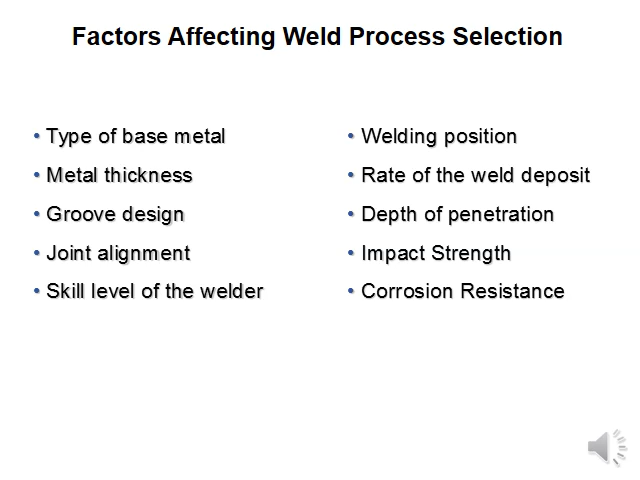 Factors Affecting Weld Process Selection
• Type of base metal
• Metal thickness
• Groove design
• Joint alignment
• Skill level of the welder
• Welding position
• Rate of the weld deposit
• Depth of penetration
• Impact Strength
• Corrosion Resistance